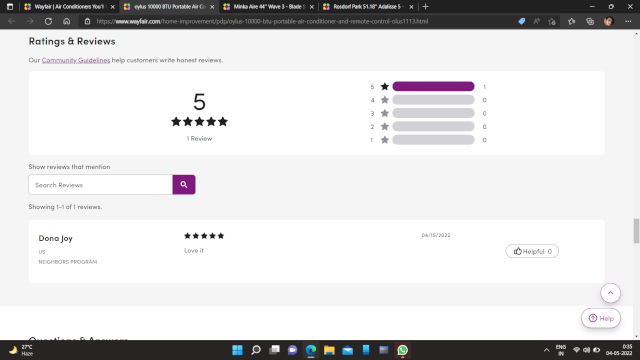 Wayfair | Air Conditioners You'll
oylus 10000 BTU Portable Air Co
Minka Aire 44" Wave 3 - Blade S
Rosdorf Park 51.18" Adalisse 5 -
https://www.wayfair.com/home-improvement/pdp/oylus-10000-btu-portable-air-conditioner-and-remote-control-olus1113.html
Ratings & Reviews
Our Community Guidelines help customers write honest reviews.
5
1 Review
5 1
4 0
3 0
2 0
1 0
Show reviews that mention
Search Reviews
Showing 1-1 of 1 reviews.
Dona Joy
US
NEIGHBORS PROGRAM
Love it
04/15/2022
Helpful 0
Help
Questions & Answers
27°C
Haze
ENG
IN
0:35
04-05-2022